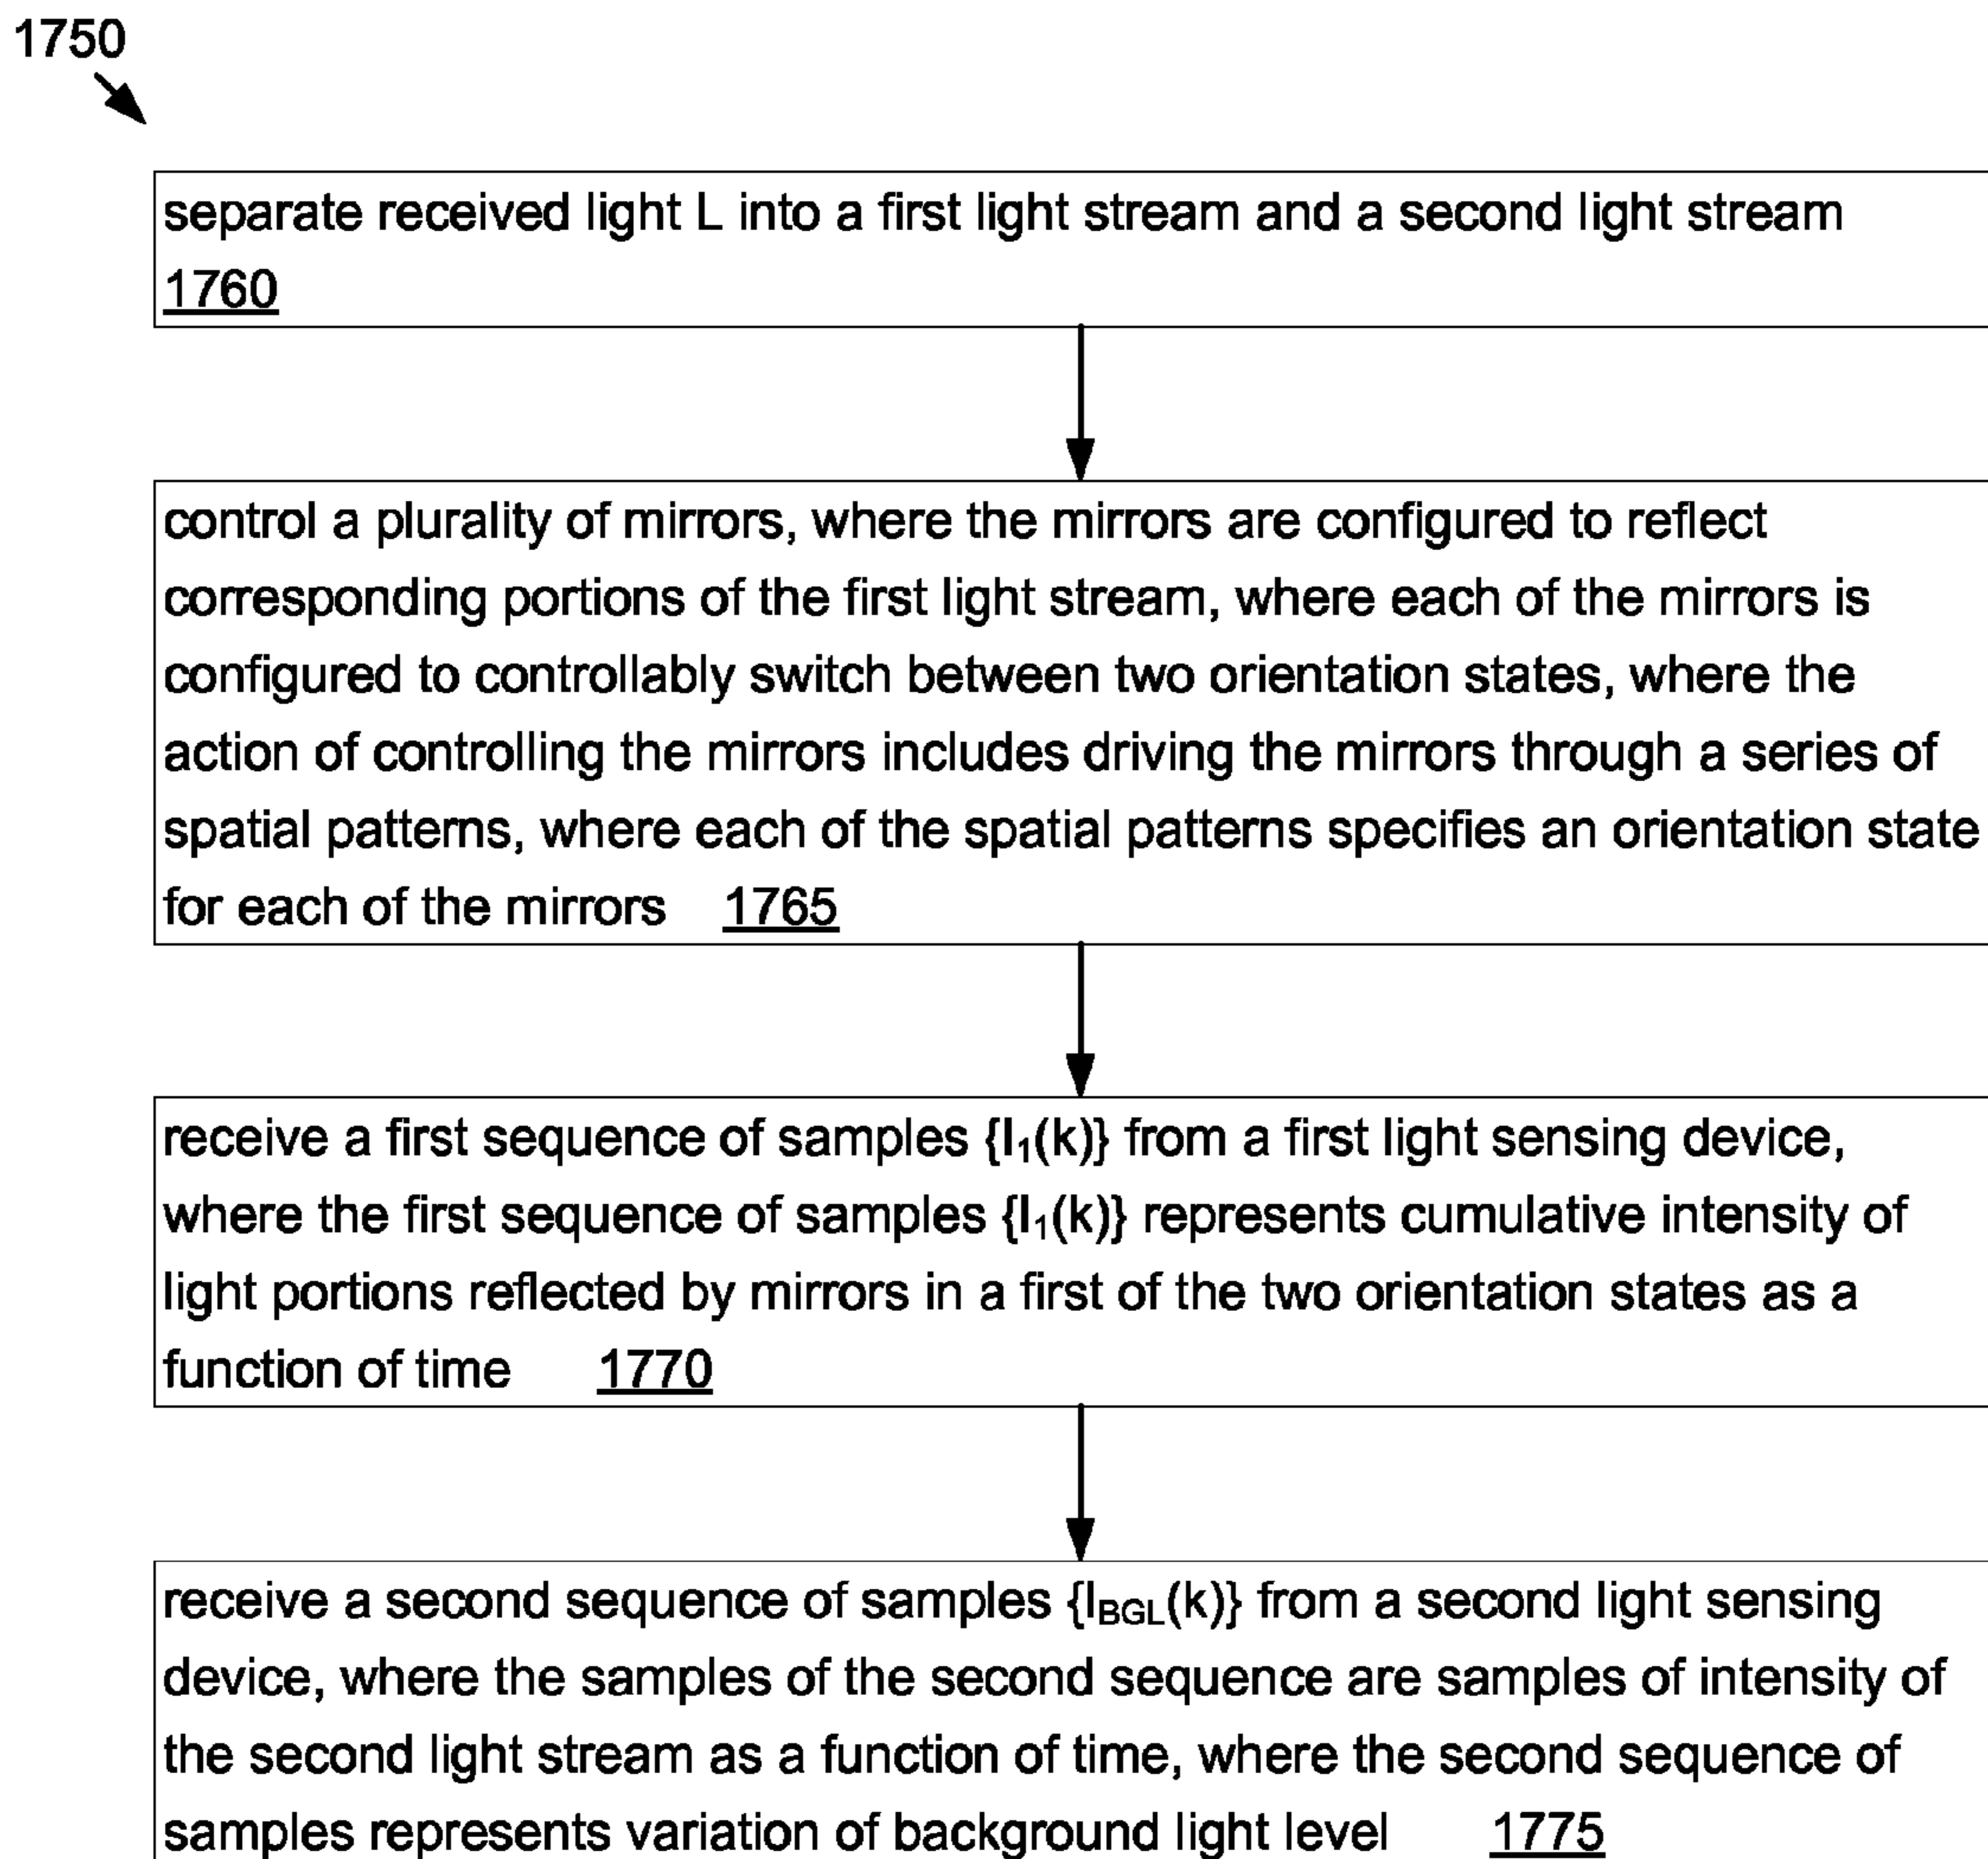 1750
separate received light L into a first light stream and a second light stream
1760
control a plurality of mirrors, where the mirrors are configured to reflect
corresponding portions of the first light stream, where each of the mirrors is
configured to controllably switch between two orientation states, where the
action of controlling the mirrors includes driving the mirrors through a series of
spatial patterns, where each of the spatial patterns specifies an orientation state
for each of the mirrors 1765
receive a first sequence of samples {I₁(k)} from a first light sensing device,
where the first sequence of samples {I₁(k)} represents cumulative intensity of
light portions reflected by mirrors in a first of the two orientation states as a
function of time 1770
receive a second sequence of samples {I_BGL(k)} from a second light sensing
device, where the samples of the second sequence are samples of intensity of
the second light stream as a function of time, where the second sequence of
samples represents variation of background light level 1775